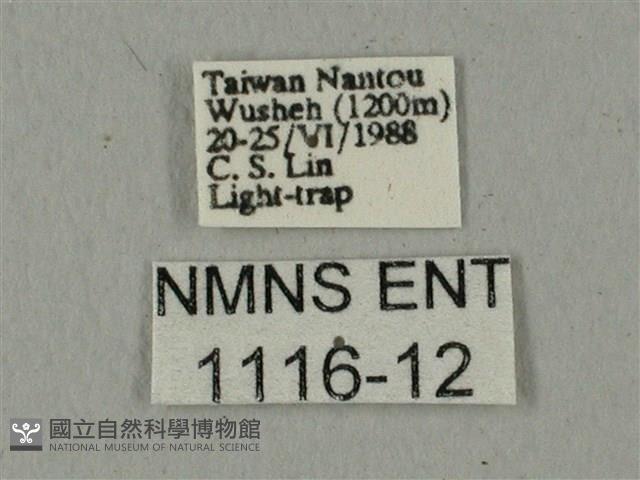 Taiwan Nantou
Wusheh (1200m)
20-25/VI/1988
C. S. Lin
Light-trap
NMNS ENT
1116-12
國立自然科學博物館
NATIONAL MUSEUM OF NATURAL SCIENCE